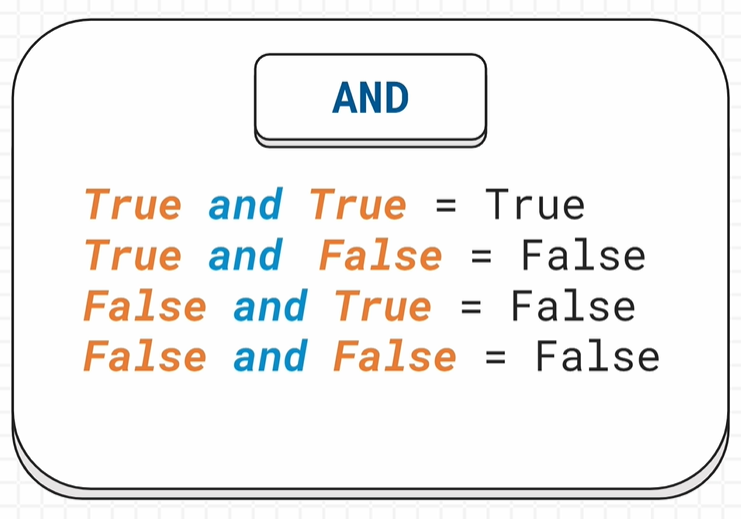 AND
True and True = True
True and False = False
False and True = False
False and False = False